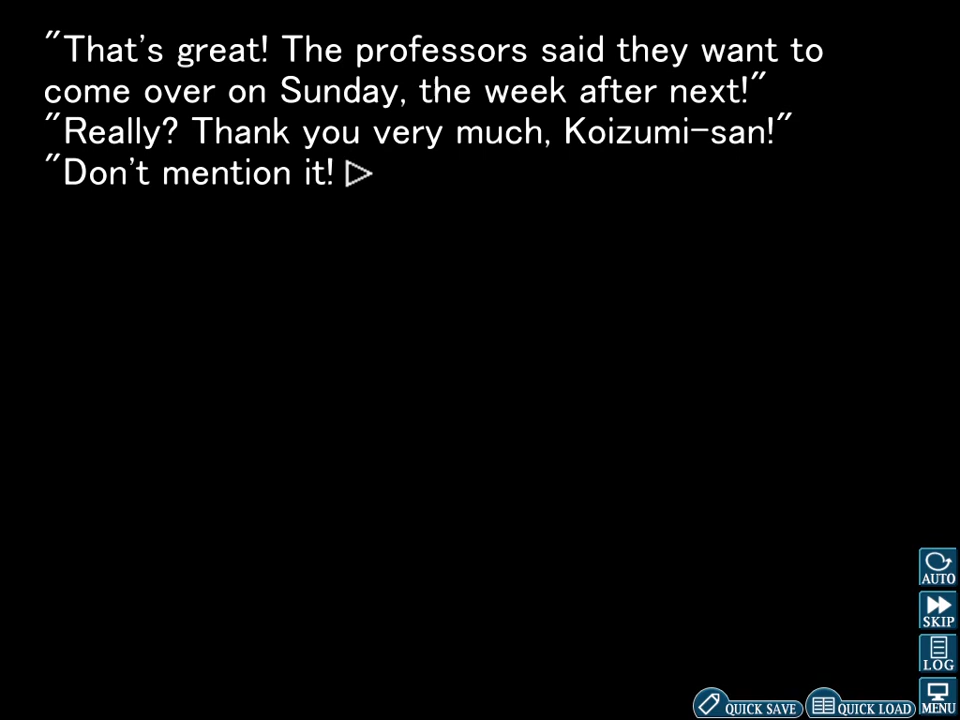 "That's great! The professors said they want to
come over on Sunday, the week after next!"
"Really? Thank you very much, Koizumi-san!"
"Don't mention it!
AUTO
SKIP
LOG
QUICK SAVE
QUICK LOAD
MENU